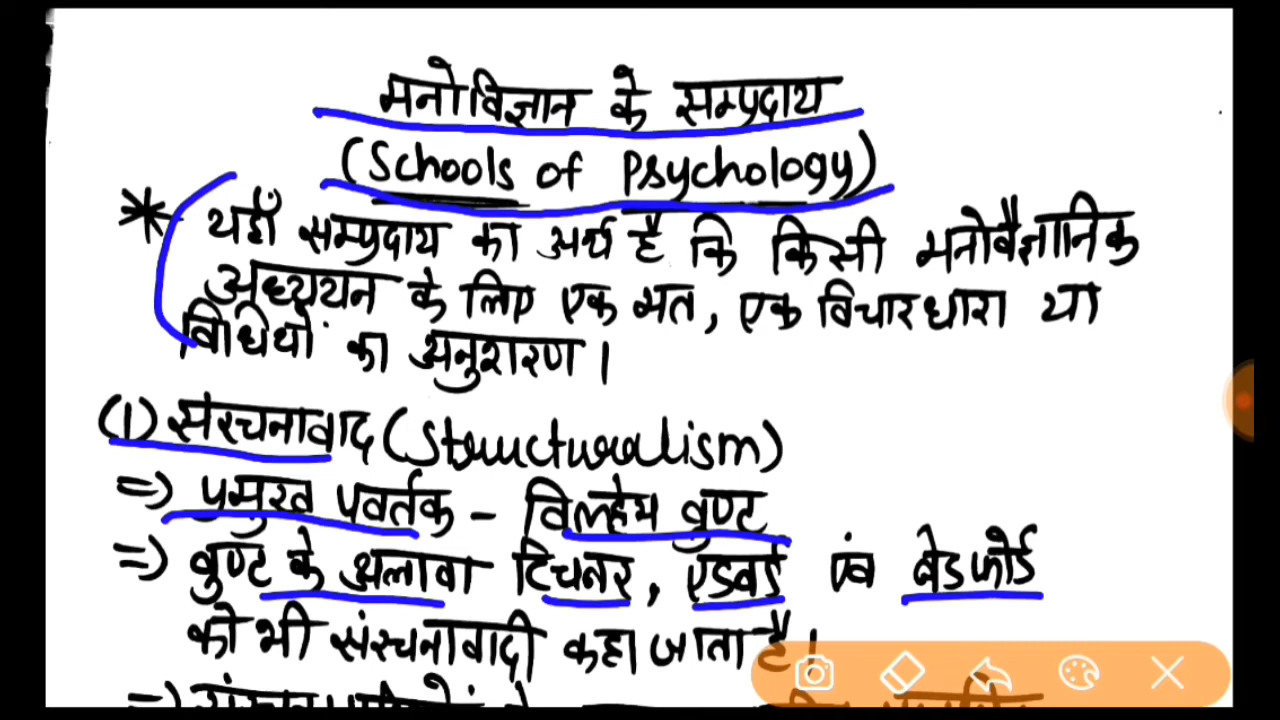 मनोविज्ञान के सम्प्रदाय
(Schools of Psychology)
* यहाँ सम्प्रदाय का अर्थ है कि किसी मनोवैज्ञानिक
अध्ययन के लिए एक मत, एक विचारधारा या
विधियों का अनुशरण।
(1) संरचनावाद (Structuralism)
=) प्रमुख प्रवर्तक - विल्हेम वुण्ट
=) वुण्ट के अलावा टिचनर, एडवर्ड एंव बेडफोर्ड
को भी संरचनावादी कहा जाता है।